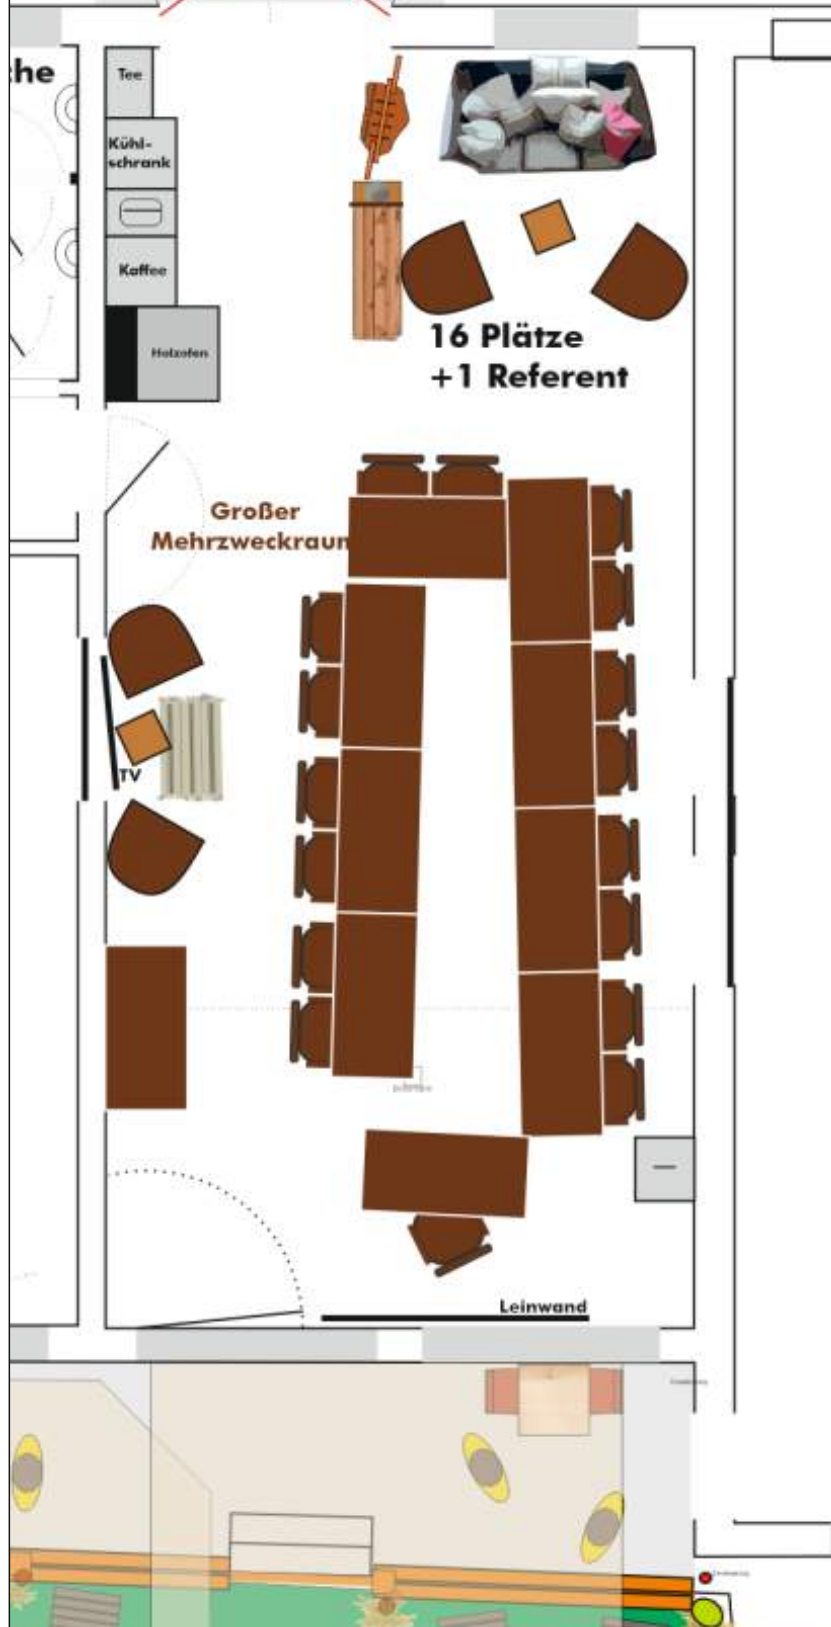 che
Tee
Kühl-
schrank
Kaffee
Holzofen
16 Plätze
+1 Referent
Großer
Mehrzweckraum
TV
Leinwand